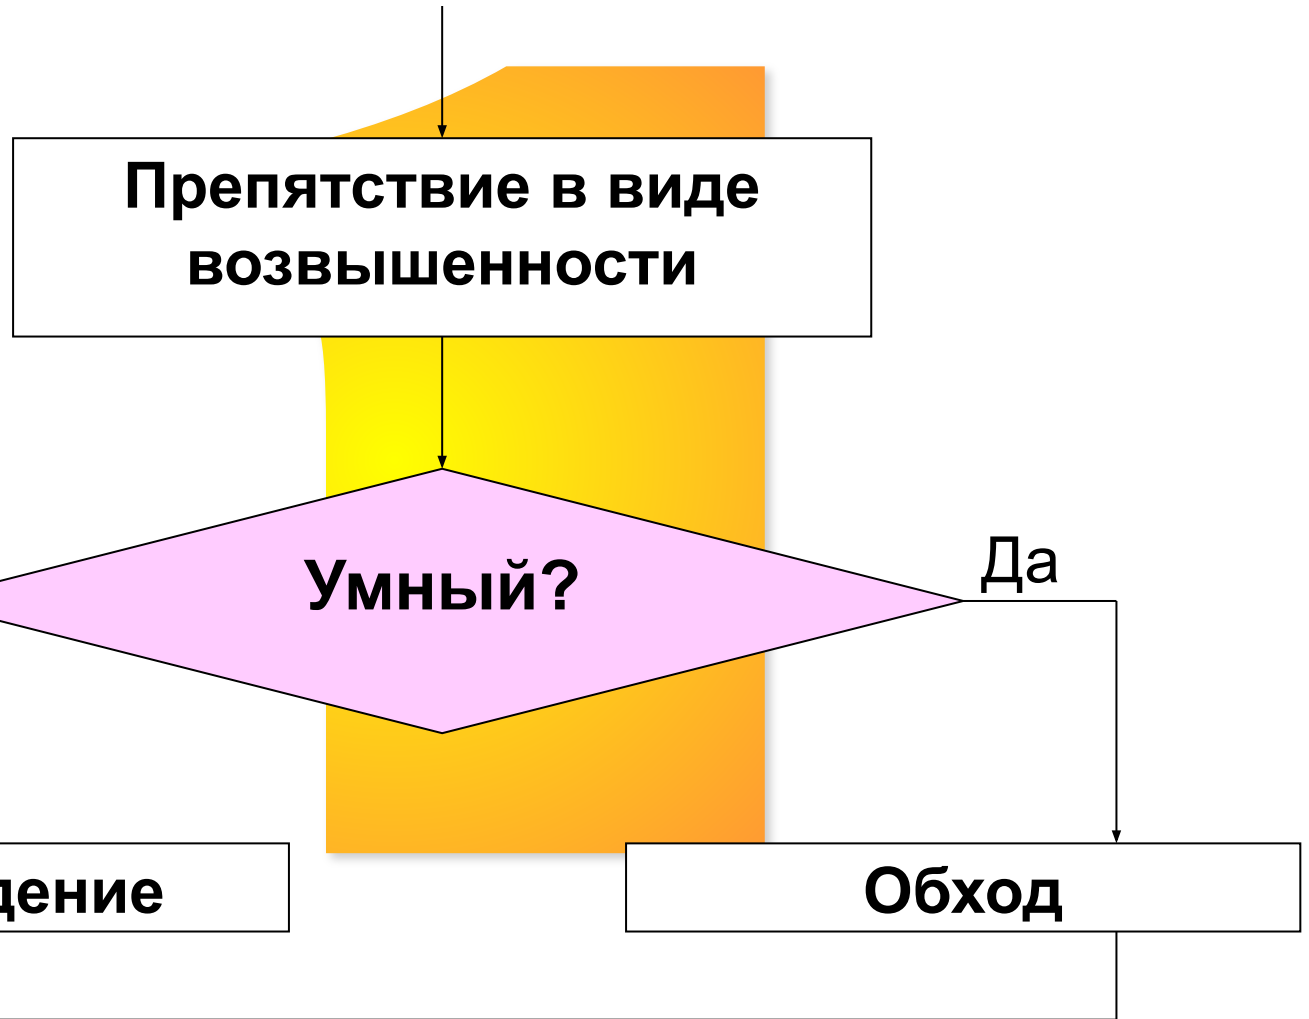 Препятствие в виде
возвышенности
Умный?
Да
дение
Обход